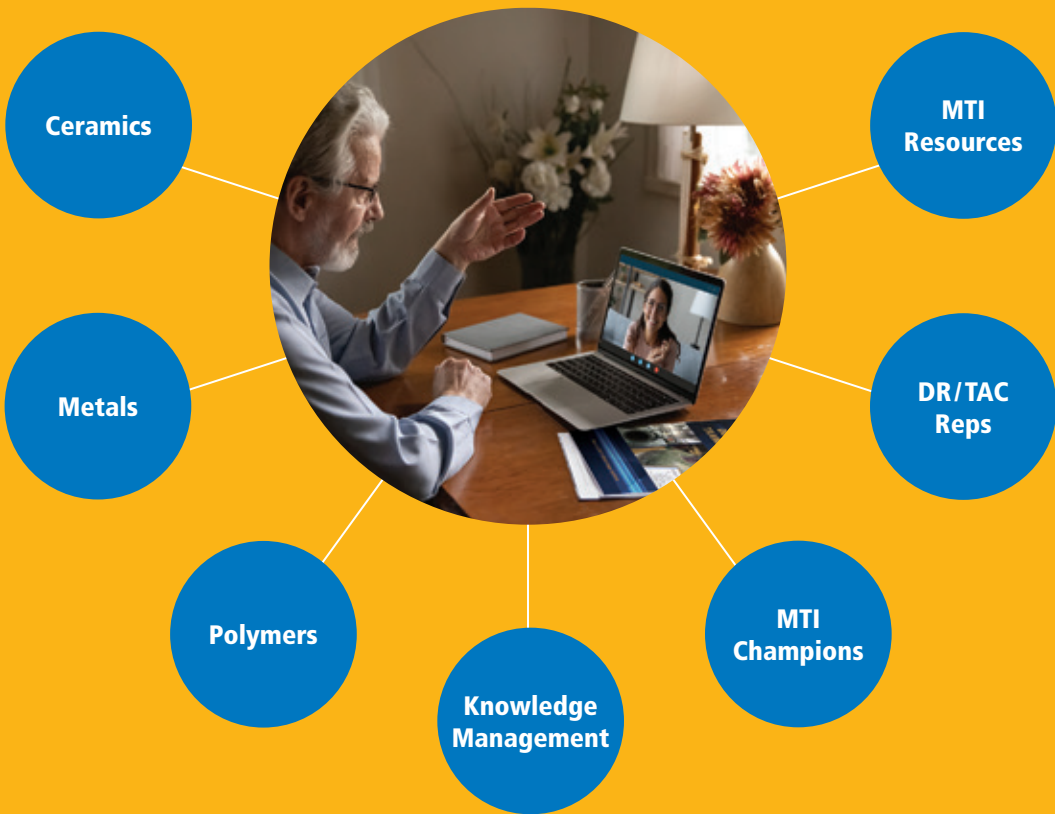 Ceramics
MTI
Resources
Metals
DR/TAC
Reps
Polymers
MTI
Champions
Knowledge
Management